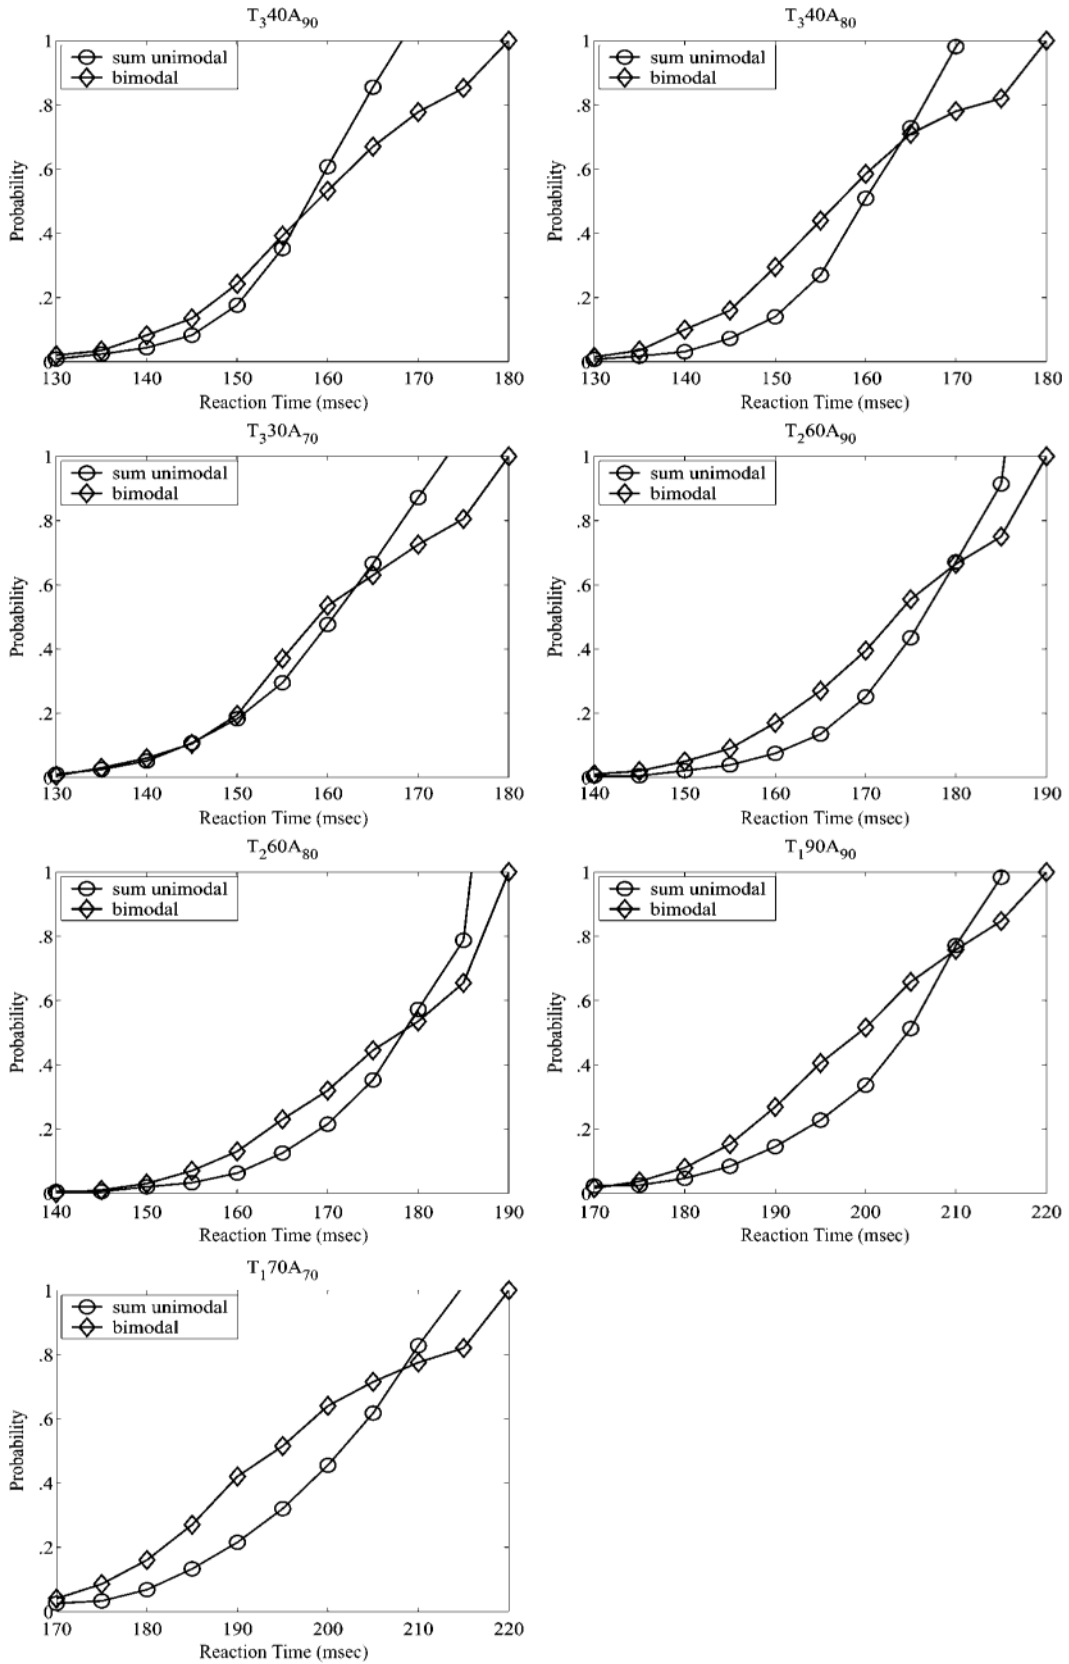 T₃40A₉₀
sum unimodal
bimodal
Probability
1
.8
.6
.4
.2
0
130 140 150 160 170 180
Reaction Time (msec)
T₃40A₈₀
sum unimodal
bimodal
Probability
1
.8
.6
.4
.2
0
130 140 150 160 170 180
Reaction Time (msec)
T₃30A₇₀
sum unimodal
bimodal
Probability
1
.8
.6
.4
.2
0
130 140 150 160 170 180
Reaction Time (msec)
T₂60A₉₀
sum unimodal
bimodal
Probability
1
.8
.6
.4
.2
0
140 150 160 170 180 190
Reaction Time (msec)
T₂60A₈₀
sum unimodal
bimodal
Probability
1
.8
.6
.4
.2
0
140 150 160 170 180 190
Reaction Time (msec)
T₁90A₉₀
sum unimodal
bimodal
Probability
1
.8
.6
.4
.2
0
170 180 190 200 210 220
Reaction Time (msec)
T₁70A₇₀
sum unimodal
bimodal
Probability
1
.8
.6
.4
.2
0
170 180 190 200 210 220
Reaction Time (msec)